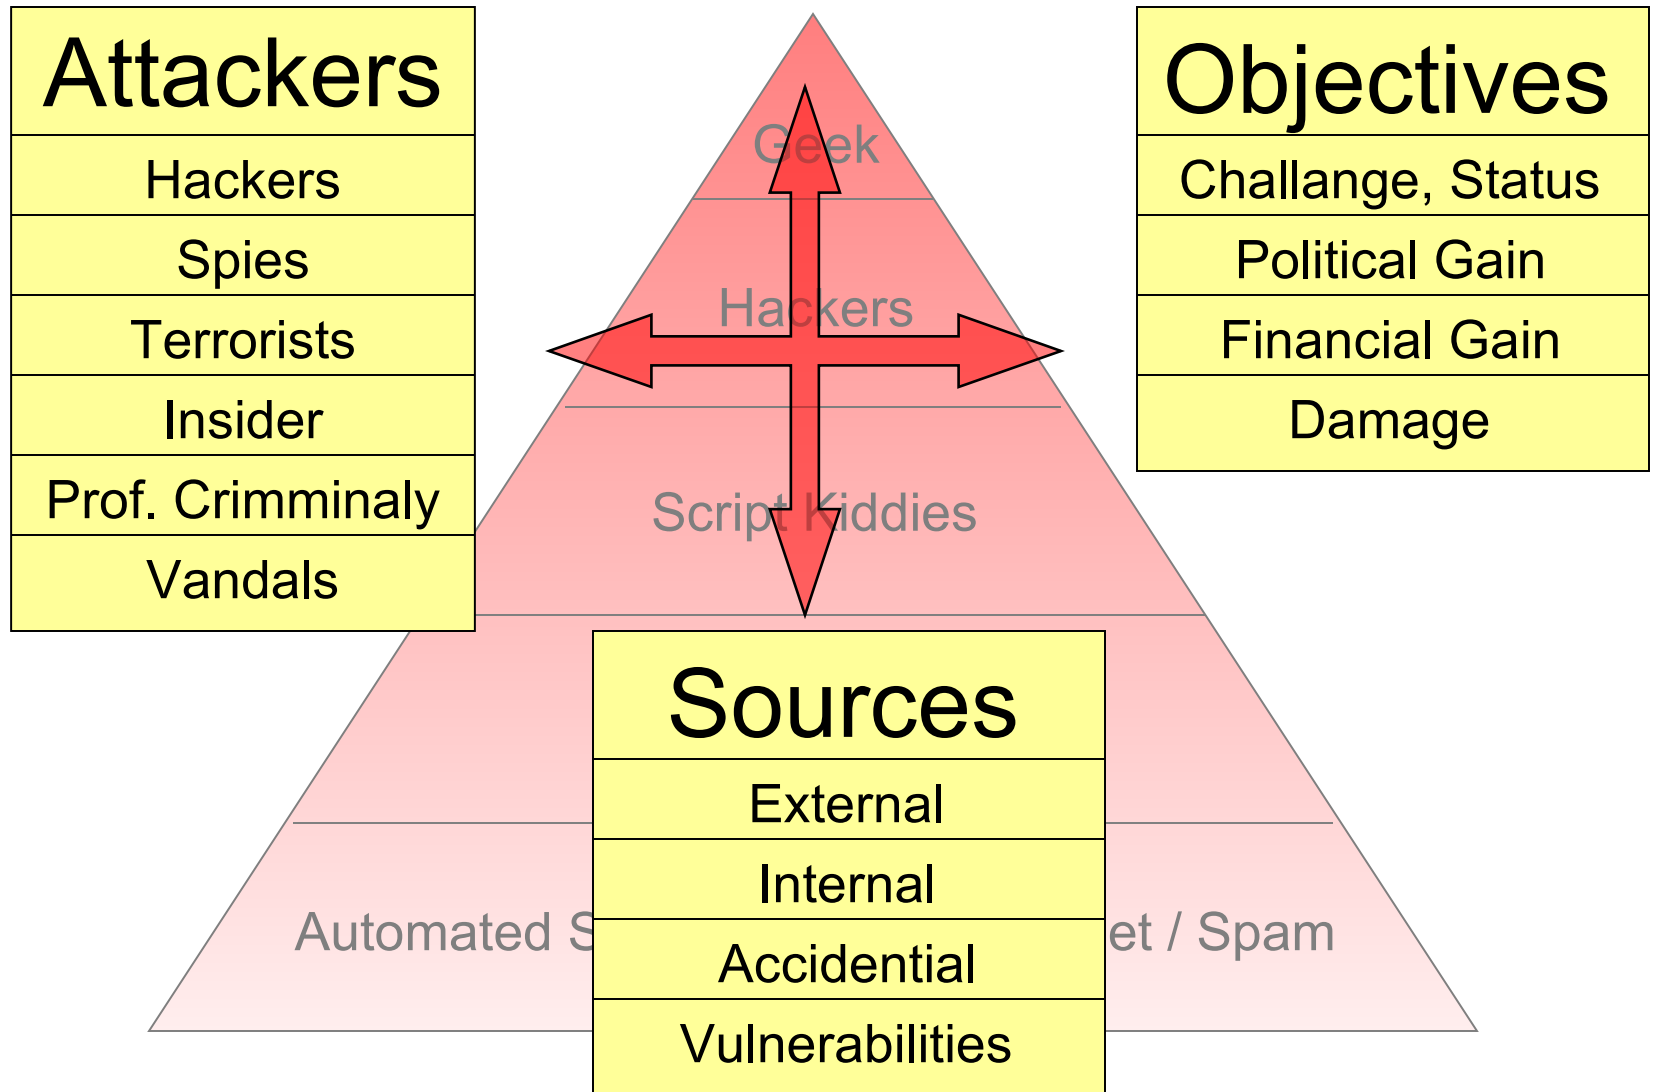 Attackers
Hackers
Spies
Terrorists
Insider
Prof. Crimminaly
Vandals
Geek
Hackers
Script Kiddies
Automated S
et / Spam
Objectives
Challange, Status
Political Gain
Financial Gain
Damage
Sources
External
Internal
Accidential
Vulnerabilities